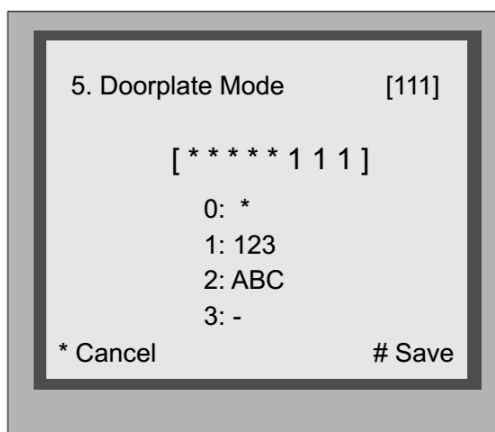 5. Doorplate Mode [111]
[ * * * * * 1 1 1 ]
0: *
1: 123
2: ABC
3: -
* Cancel # Save